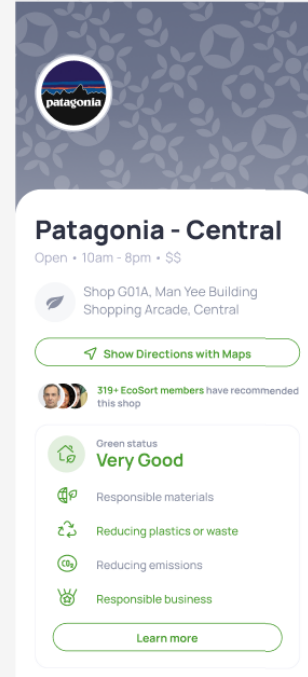 patagonia
Patagonia - Central
Open • 10am - 8pm • $$
Shop G01A, Man Yee Building
Shopping Arcade, Central
Show Directions with Maps
319+ EcoSort members have recommended
this shop
Green status
Very Good
Responsible materials
Reducing plastics or waste
CO₂
Reducing emissions
Responsible business
Learn more